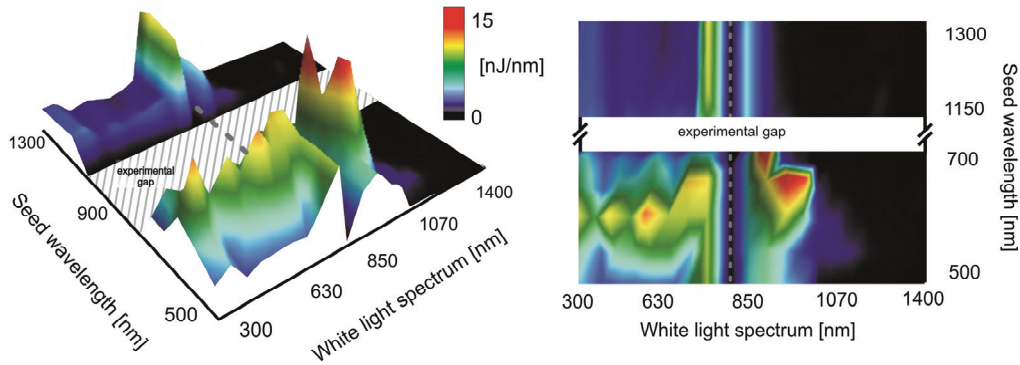 15
[nJ/nm]
0
1300
900
500
Seed wavelength [nm]
experimental
gap
300
630
850
1070
1400
White light spectrum [nm]
1300
1150
700
500
Seed wavelength [nm]
experimental gap
300
630
850
1070
1400
White light spectrum [nm]